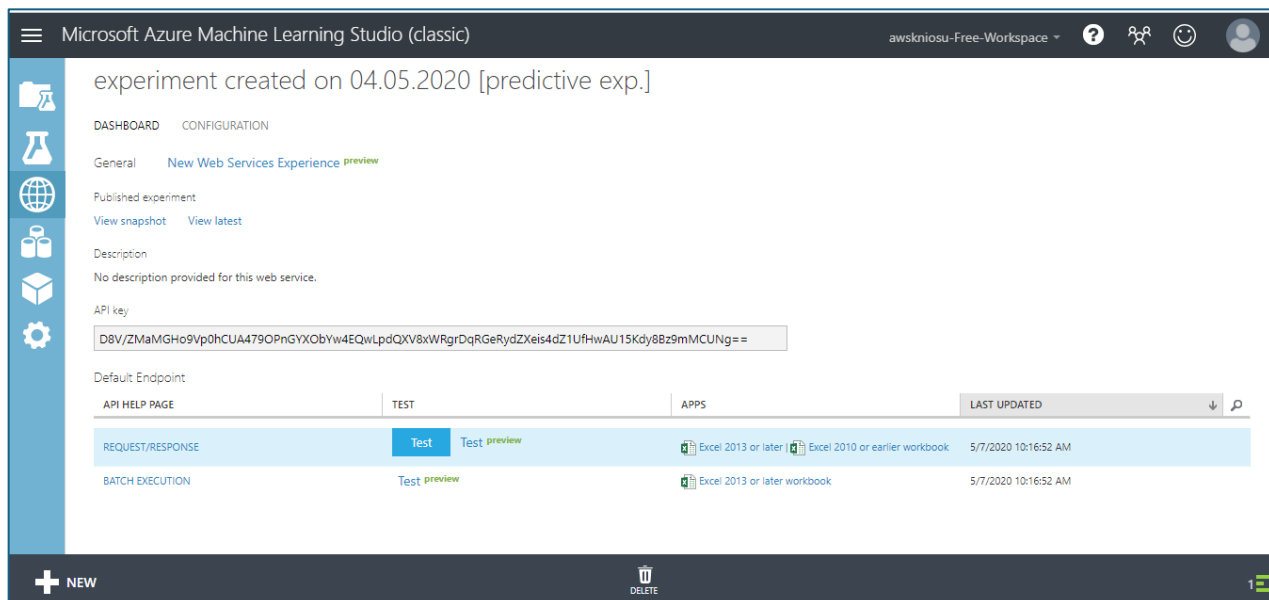 Microsoft Azure Machine Learning Studio (classic)
awskniosu-Free-Workspace
?
experiment created on 04.05.2020 [predictive exp.]
DASHBOARD CONFIGURATION
General New Web Services Experience preview
Published experiment
View snapshot View latest
Description
No description provided for this web service.
API key
D8V/ZMaMGHo9Vp0hCUA479OPnGYXObYw4EQwLpdQXV8xWRgrDqRGeRydZXeis4dZ1UfHwAU15Kdy8Bz9mMCUNg==
Default Endpoint
API HELP PAGE TEST APPS LAST UPDATED
REQUEST/RESPONSE Test Test preview Excel 2013 or later | Excel 2010 or earlier workbook 5/7/2020 10:16:52 AM
BATCH EXECUTION Test preview Excel 2013 or later workbook 5/7/2020 10:16:52 AM
NEW DELETE 1